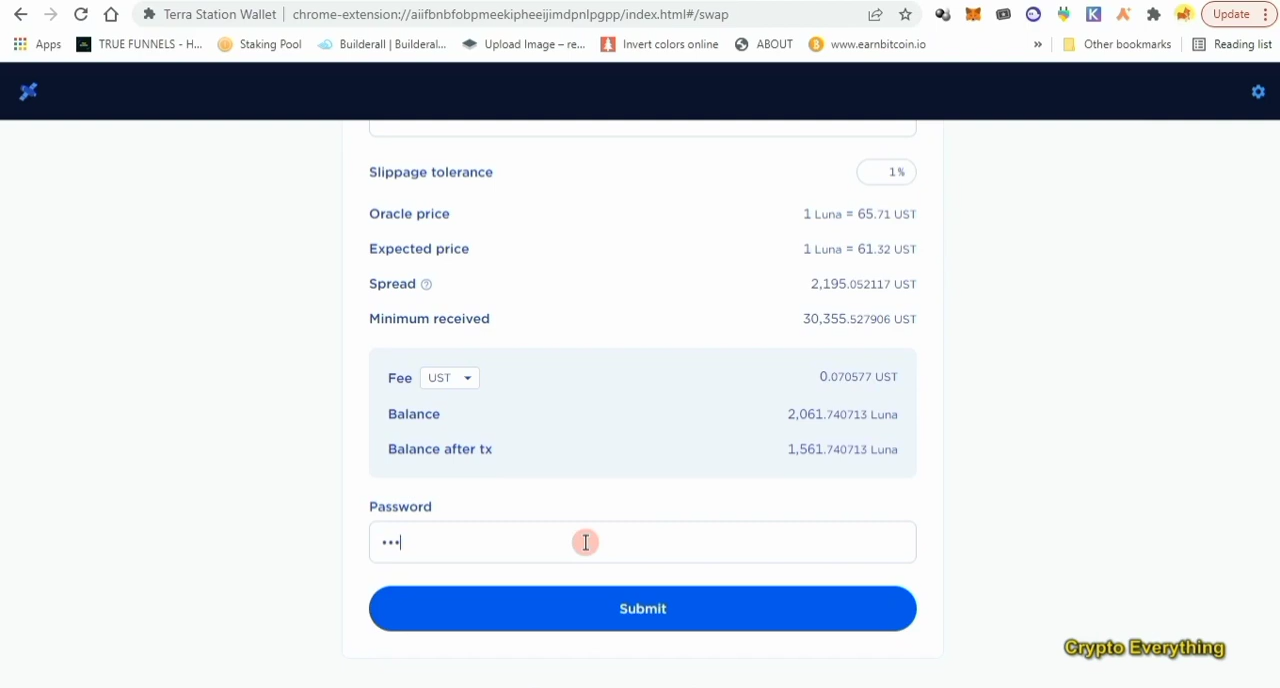 Terra Station Wallet chrome-extension://aiifbnbfobpmeekipheeijimdpnlpgpp/index.html#/swap Update
Apps TRUE FUNNELS - H... Staking Pool Builderall | Builderal... Upload Image – re... Invert colors online ABOUT www.earnbitcoin.io » Other bookmarks Reading list
Slippage tolerance 1 %
Oracle price 1 Luna = 65.71 UST
Expected price 1 Luna = 61.32 UST
Spread 2,195.052117 UST
Minimum received 30,355.527906 UST
Fee UST 0.070577 UST
Balance 2,061.740713 Luna
Balance after tx 1,561.740713 Luna
Password
•••
Submit
Crypto Everything